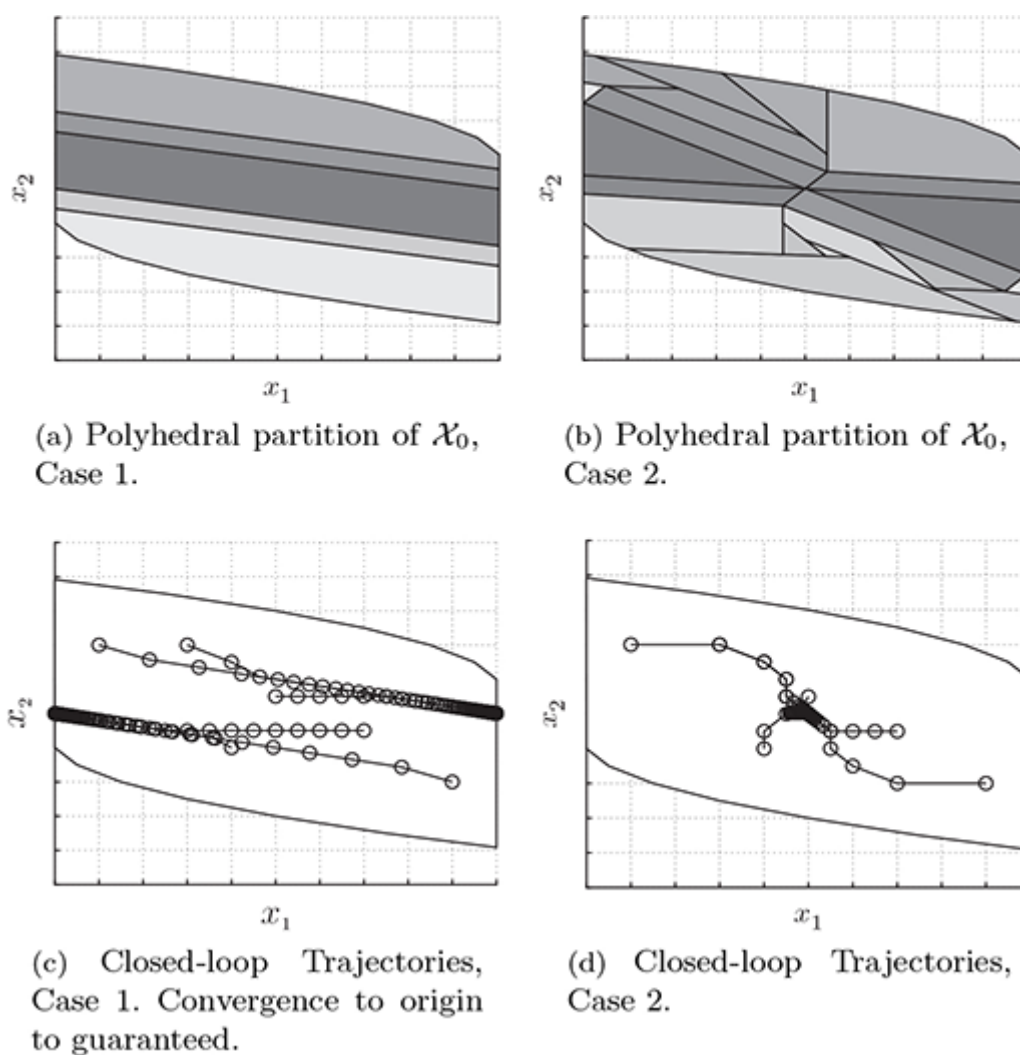 x₂
x₁
(a) Polyhedral partition of 𝒳₀,
Case 1.
x₂
x₁
(b) Polyhedral partition of 𝒳₀,
Case 2.
x₂
x₁
(c) Closed-loop Trajectories,
Case 1. Convergence to origin
to guaranteed.
x₂
x₁
(d) Closed-loop Trajectories,
Case 2.